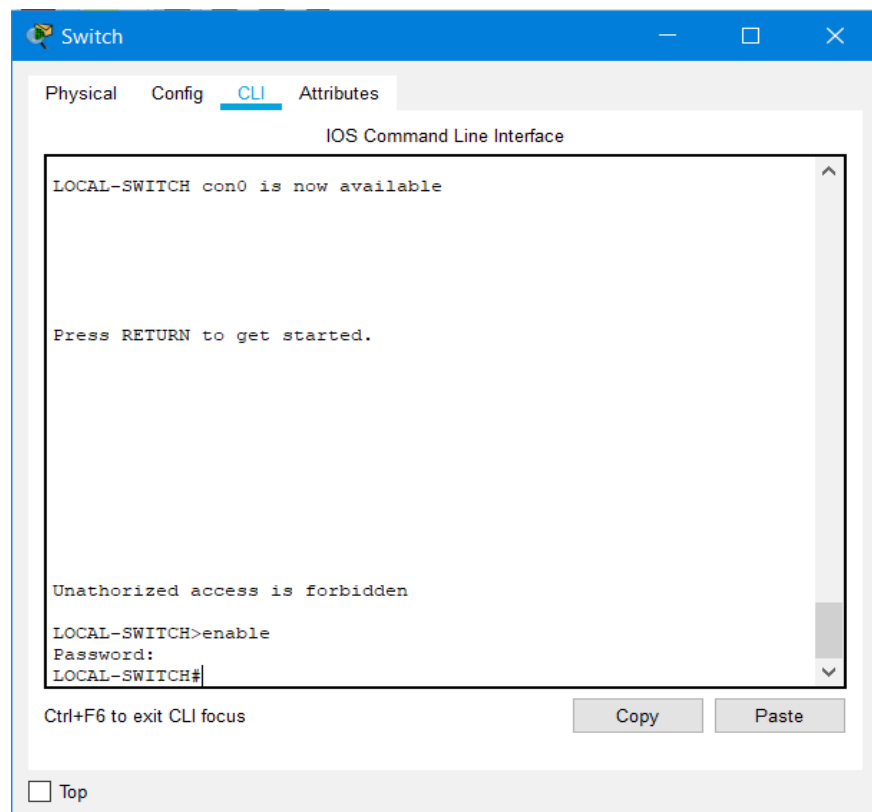 Switch
Physical Config CLI Attributes
IOS Command Line Interface
LOCAL-SWITCH con0 is now available
Press RETURN to get started.
Unathorized access is forbidden
LOCAL-SWITCH>enable
Password:
LOCAL-SWITCH#
Ctrl+F6 to exit CLI focus Copy Paste
Top